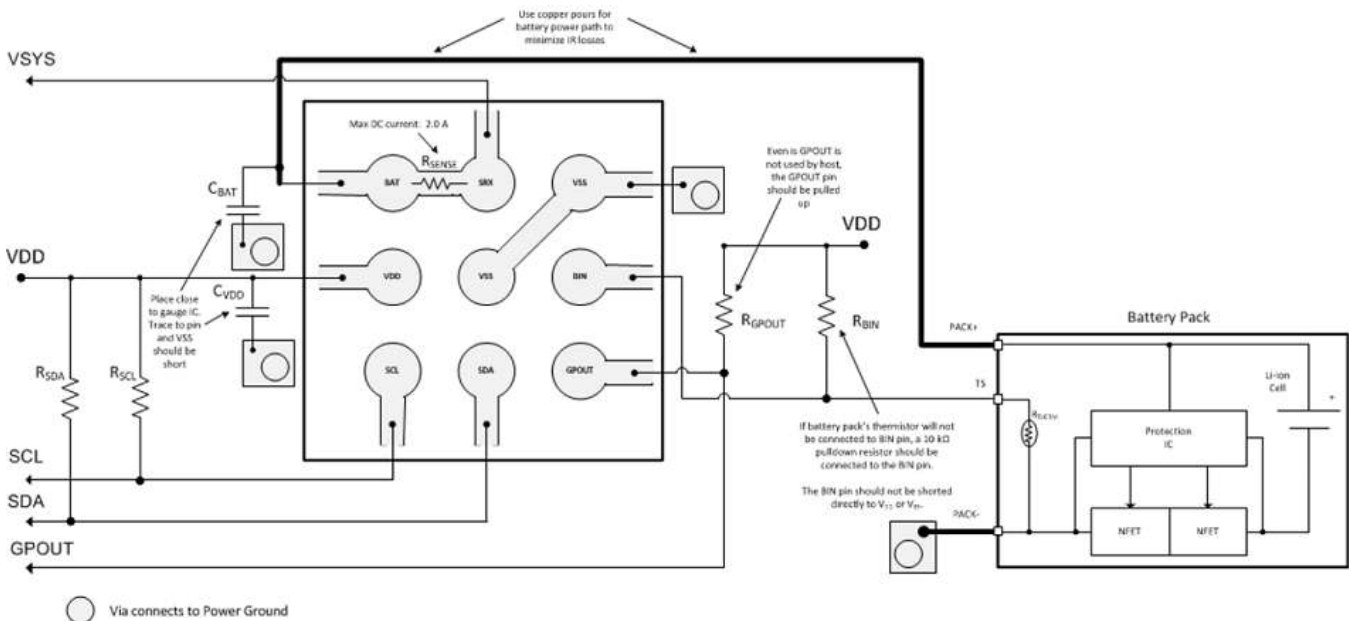 Use copper pours for
battery power path to
minimize IR losses
VSYS
Max DC current: 2.0 A
RSENSE
BAT
SRX
VSS
Even is GPOUT is
not used by host,
the GPOUT pin
should be pulled
up
CBAT
VDD
VDD
VDD
VSS
BIN
Place close
to gauge IC.
Trace to pin
and VSS
should be
short
CVDD
RGPOUT
RBIN
PACK+
Battery Pack
RSDA
RSCL
SCL
SDA
GPOUT
TS
Li-Ion
Cell
+
Protection
IC
If battery pack's thermistor will not
be connected to BIN pin, a 10 kΩ
pulldown resistor should be
connected to the BIN pin.
The BIN pin should not be shorted
directly to VSS or
SCL
SDA
PACK-
NFET
NFET
GPOUT
Via connects to Power Ground